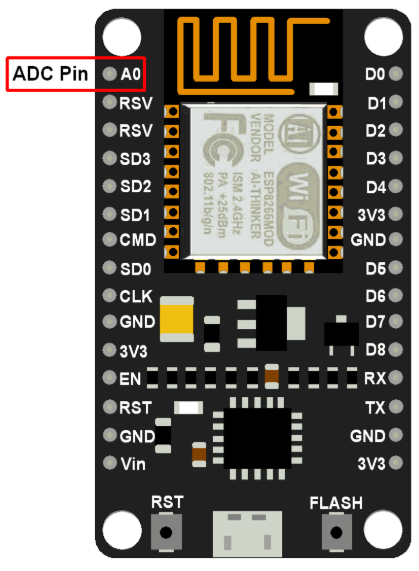 ADC Pin A0
RSV
RSV
SD3
SD2
SD1
CMD
SD0
CLK
GND
3V3
EN
RST
GND
Vin
D0
D1
D2
D3
D4
3V3
GND
D5
D6
D7
D8
RX
TX
GND
3V3
MODEL ESP8266MOD
VENDOR AI-THINKER
ISM 2.4GHz
PA +25dBm
802.11b/g/n
FC
AI
Wi Fi
RST
FLASH